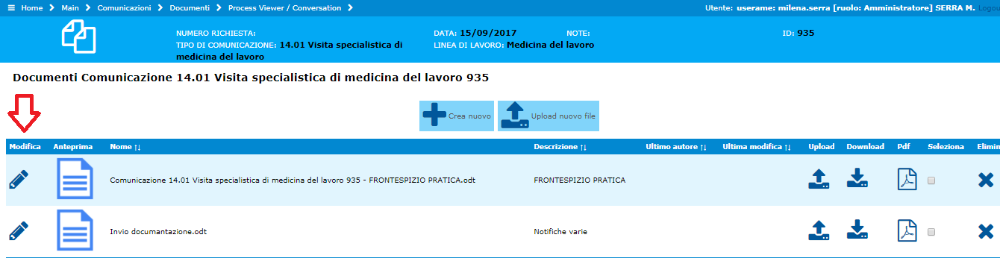 Home > Main > Comunicazioni > Documenti > Process Viewer / Conversation >
Utente: userame: milena.serra [ruolo: Amministratore] SERRA M. Logou
NUMERO RICHIESTA: DATA: 15/09/2017 NOTE: ID: 935
TIPO DI COMUNICAZIONE: 14.01 Visita specialistica di LINEA DI LAVORO: Medicina del lavoro
medicina del lavoro
Documenti Comunicazione 14.01 Visita specialistica di medicina del lavoro 935
Crea nuovo Upload nuovo file
Modifica Anteprima Nome ↑↓ Descrizione ↑↓ Ultimo autore ↑↓ Ultima modifica ↑↓ Upload Download Pdf Seleziona Elimin
Comunicazione 14.01 Visita specialistica di medicina del lavoro 935 - FRONTESPIZIO PRATICA.odt FRONTESPIZIO PRATICA
Invio documantazione.odt Notifiche varie